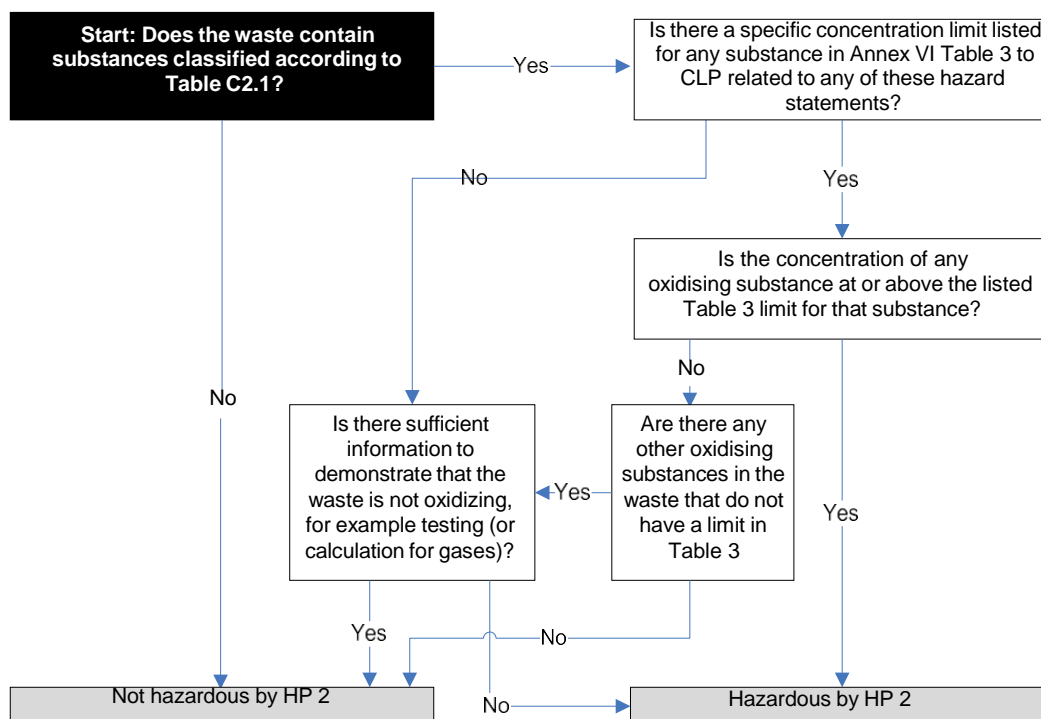 Start: Does the waste contain
substances classified according to
Table C2.1?
Yes
Is there a specific concentration limit listed
for any substance in Annex VI Table 3 to
CLP related to any of these hazard
statements?
No
Yes
Is the concentration of any
oxidising substance at or above the listed
Table 3 limit for that substance?
No
No
Is there sufficient
information to
demonstrate that the
waste is not oxidizing,
for example testing (or
calculation for gases)?
Yes
Are there any
other oxidising
substances in the
waste that do not
have a limit in
Table 3
Yes
Yes
No
Not hazardous by HP 2
No
Hazardous by HP 2